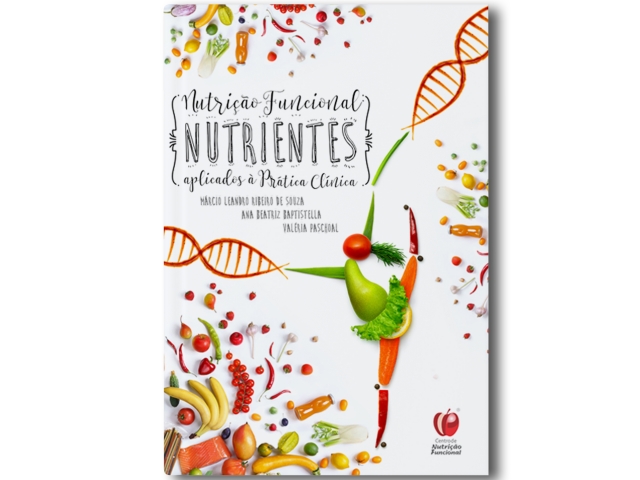 Nutrição Funcional
NUTRIENTES
aplicados à Prática Clínica
MÁRCIO LEANDRO RIBEIRO DE SOUZA
ANA BEATRIZ BAPTISTELLA
VALÉRIA PASCHOAL
Centro de
Nutrição
Funcional